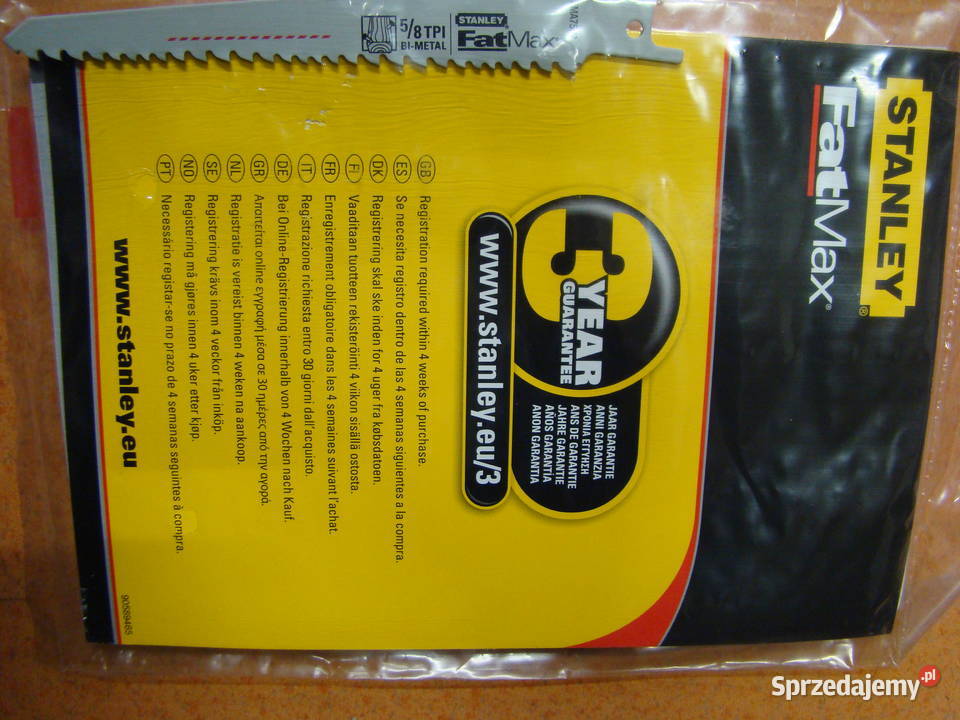 5/8 TPI
BI-METAL
STANLEY
FatMax
STANLEY®
FatMax®
3 YEAR
GUARANTEE
JAAR GARANTIE
ANNI GARANZIA
ΧΡΟΝΙΑ ΕΓΓΥΗΣΗ
ANS DE GARANTIE
JAHRE GARANTIE
AÑOS GARANTIA
ANON GARANTIA
www.stanley.eu/3
GB Registration required within 4 weeks of purchase.
ES Se necesita registro dentro de las 4 semanas siguientes a la compra.
DK Registrering skal ske inden for 4 uger fra købsdatoen.
FI Vaaditaan tuotteen rekisteröinti 4 viikon sisällä ostosta.
FR Enregistrement obligatoire dans les 4 semaines suivant l'achat.
IT Registrazione richiesta entro 30 giorni dall'acquisto.
DE Bei Online-Registrierung innerhalb von 4 Wochen nach Kauf.
GR Απαιτείται online εγγραφή μέσα σε 30 ημέρες από την αγορά.
NL Registratie is vereist binnen 4 weken na aankoop.
SE Registrering krävs inom 4 veckor från inköp.
NO Registering må gjøres innen 4 uker etter kjøp.
PT Necessário registar-se no prazo de 4 semanas seguintes à compra.
www.stanley.eu
90589465
Sprzedajemy.pl